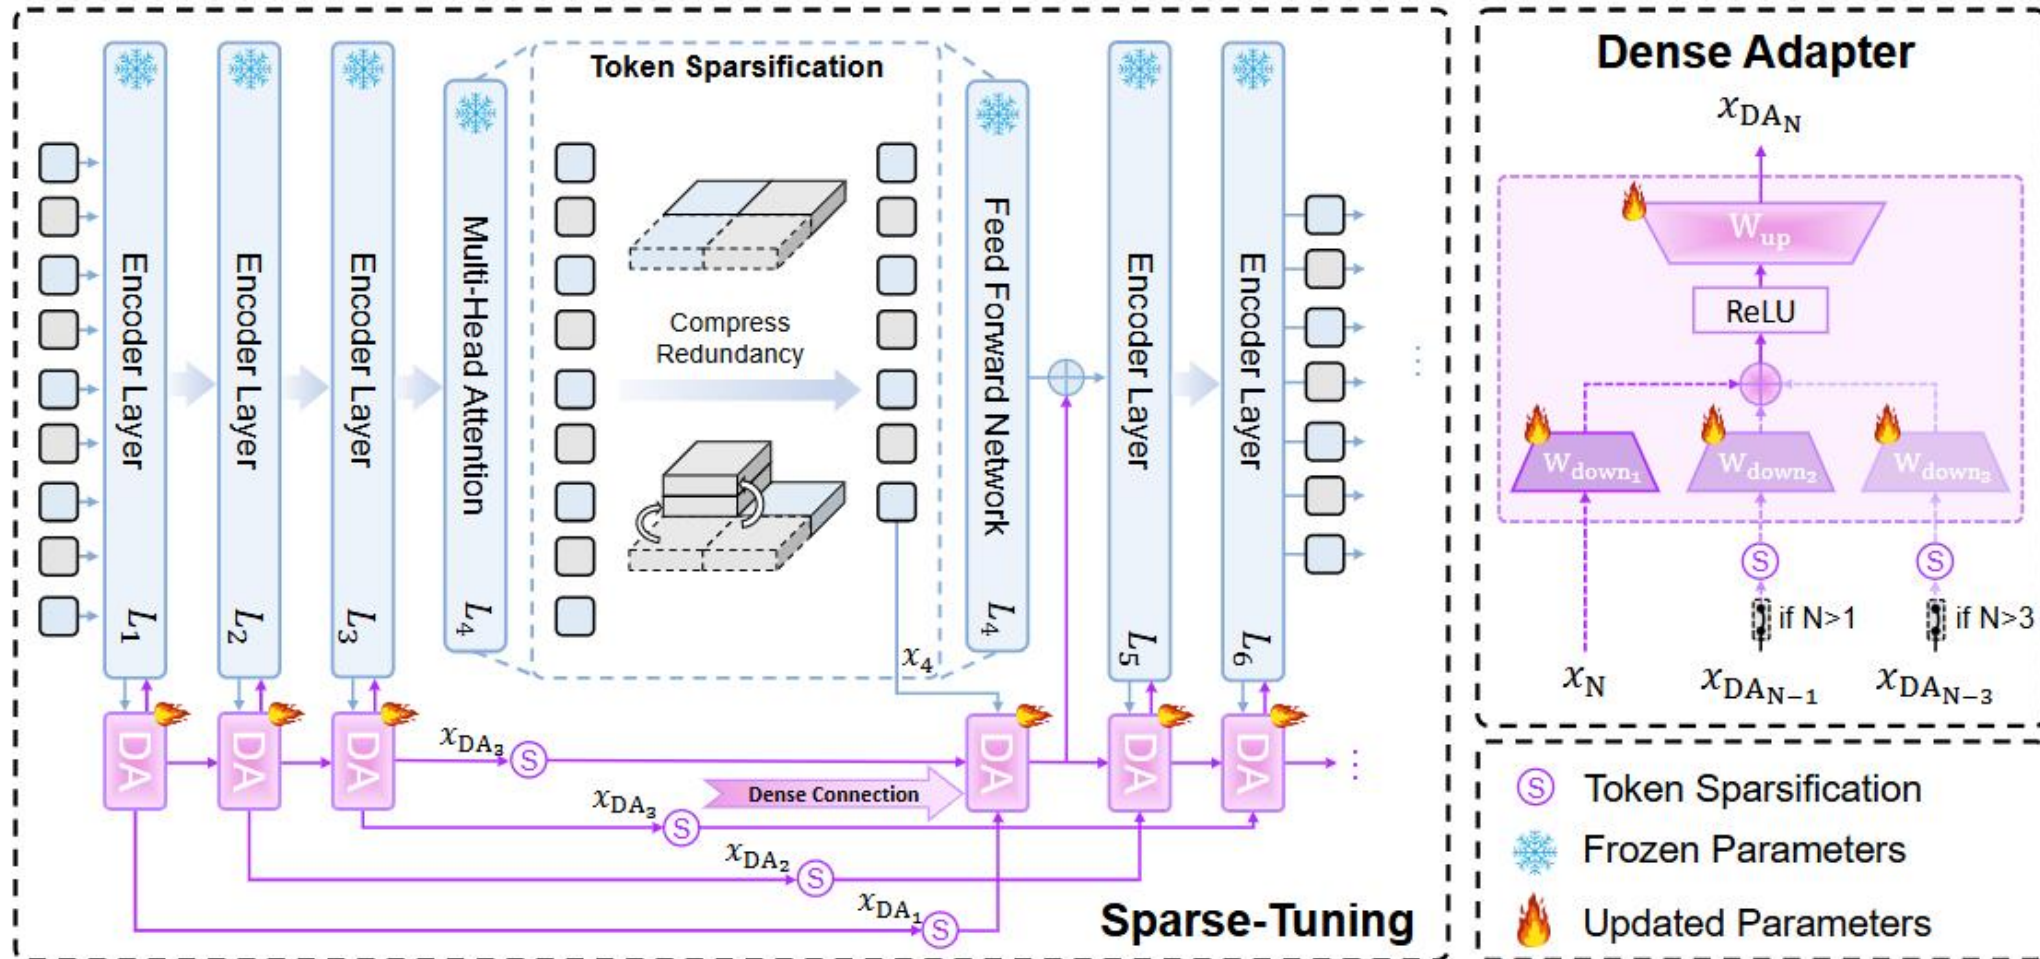 Token Sparsification
Encoder Layer
L₁
Encoder Layer
L₂
Encoder Layer
L₃
Multi-Head Attention
L₄
Compress
Redundancy
x₄
Feed Forward Network
L₄
Encoder Layer
L₅
Encoder Layer
L₆
⋮
DA
DA
DA
x_DA₃
S
DA
DA
DA
⋮
Dense Connection
x_DA₃
S
x_DA₂
S
x_DA₁
S
Sparse-Tuning
Dense Adapter
x_DA_N
W_up
ReLU
W_down₁
W_down₂
W_down₃
S
S
if N>1
if N>3
x_N
x_DA_N−1
x_DA_N−3
S Token Sparsification
Frozen Parameters
Updated Parameters